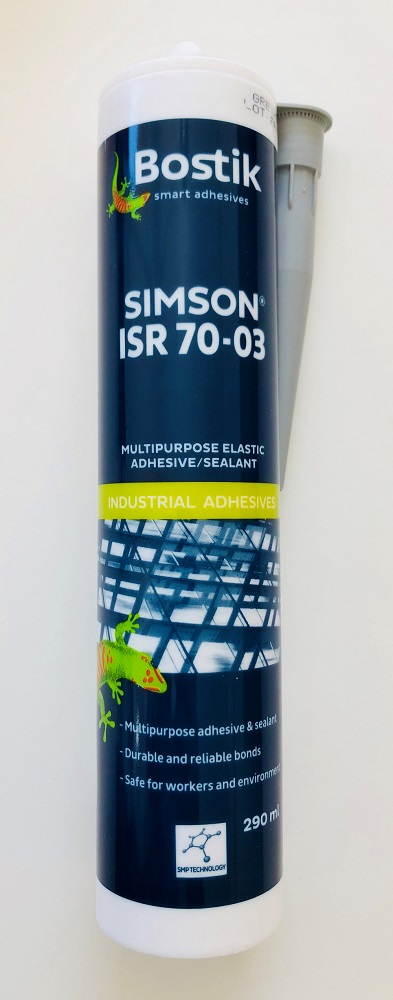 Bostik
smart adhesives
SIMSON®
ISR 70-03
MULTIPURPOSE ELASTIC
ADHESIVE/SEALANT
INDUSTRIAL ADHESIVES
- Multipurpose adhesive & sealant
- Durable and reliable bonds
- Safe for workers and environment
290 ml
SMP TECHNOLOGY